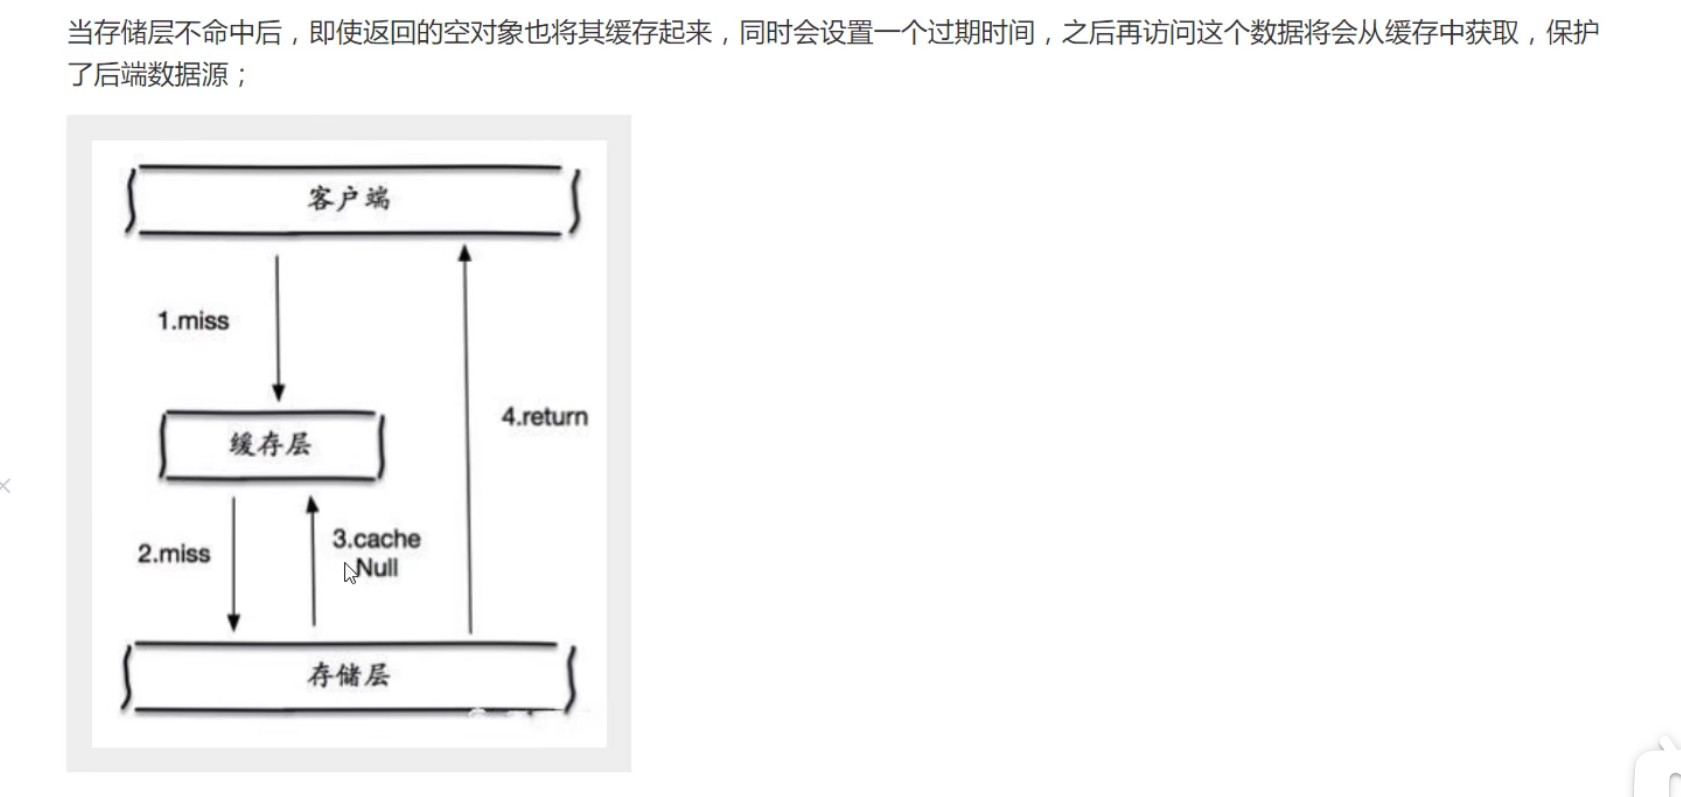 当存储层不命中后，即使返回的空对象也将其缓存起来，同时会设置一个过期时间，之后再访问这个数据将会从缓存中获取，保护
了后端数据源；
客户端
1.miss
4.return
缓存层
2.miss
3.cache
Null
存储层